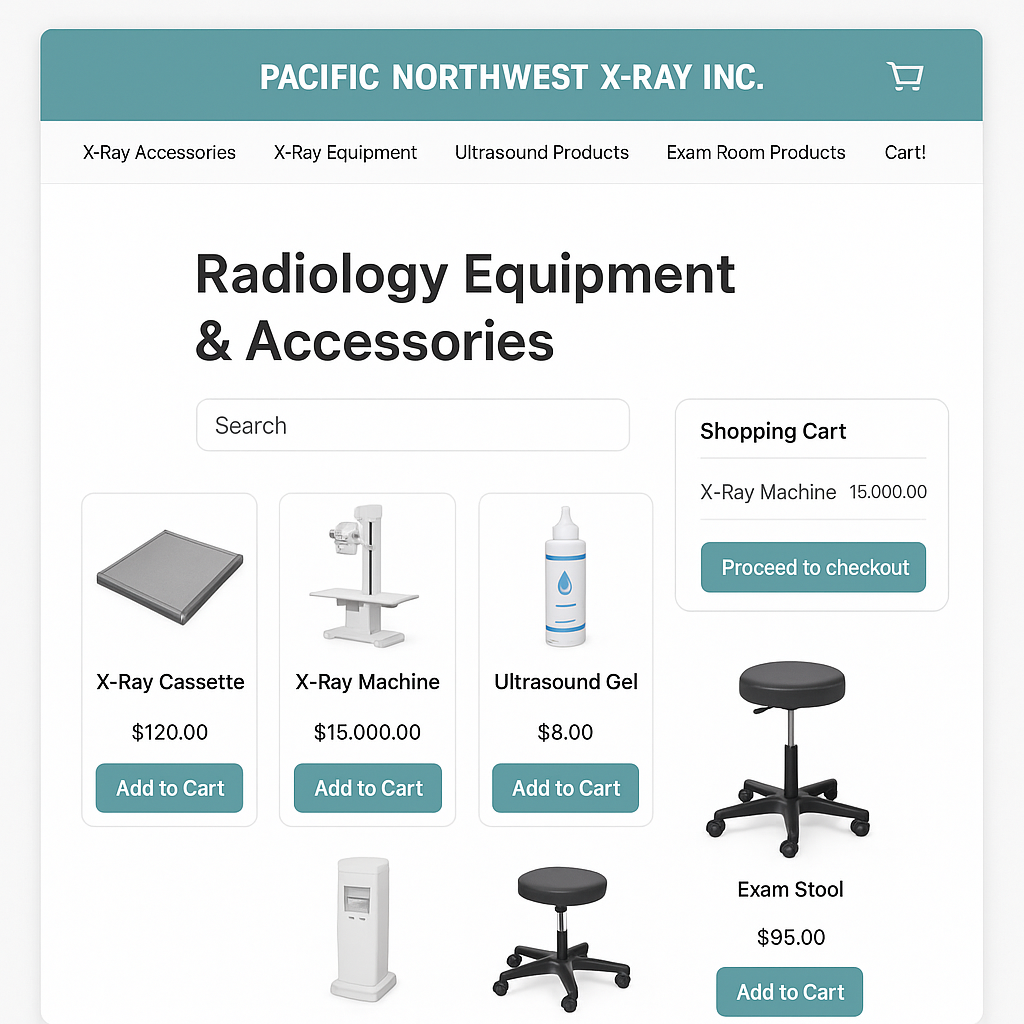 PACIFIC NORTHWEST X-RAY INC.
X-Ray Accessories
X-Ray Equipment
Ultrasound Products
Exam Room Products
Cart!
Radiology Equipment
& Accessories
Search
Shopping Cart
X-Ray Machine 15.000.00
Proceed to checkout
X-Ray Cassette
$120.00
Add to Cart
X-Ray Machine
$15.000.00
Add to Cart
Ultrasound Gel
$8.00
Add to Cart
Exam Stool
$95.00
Add to Cart